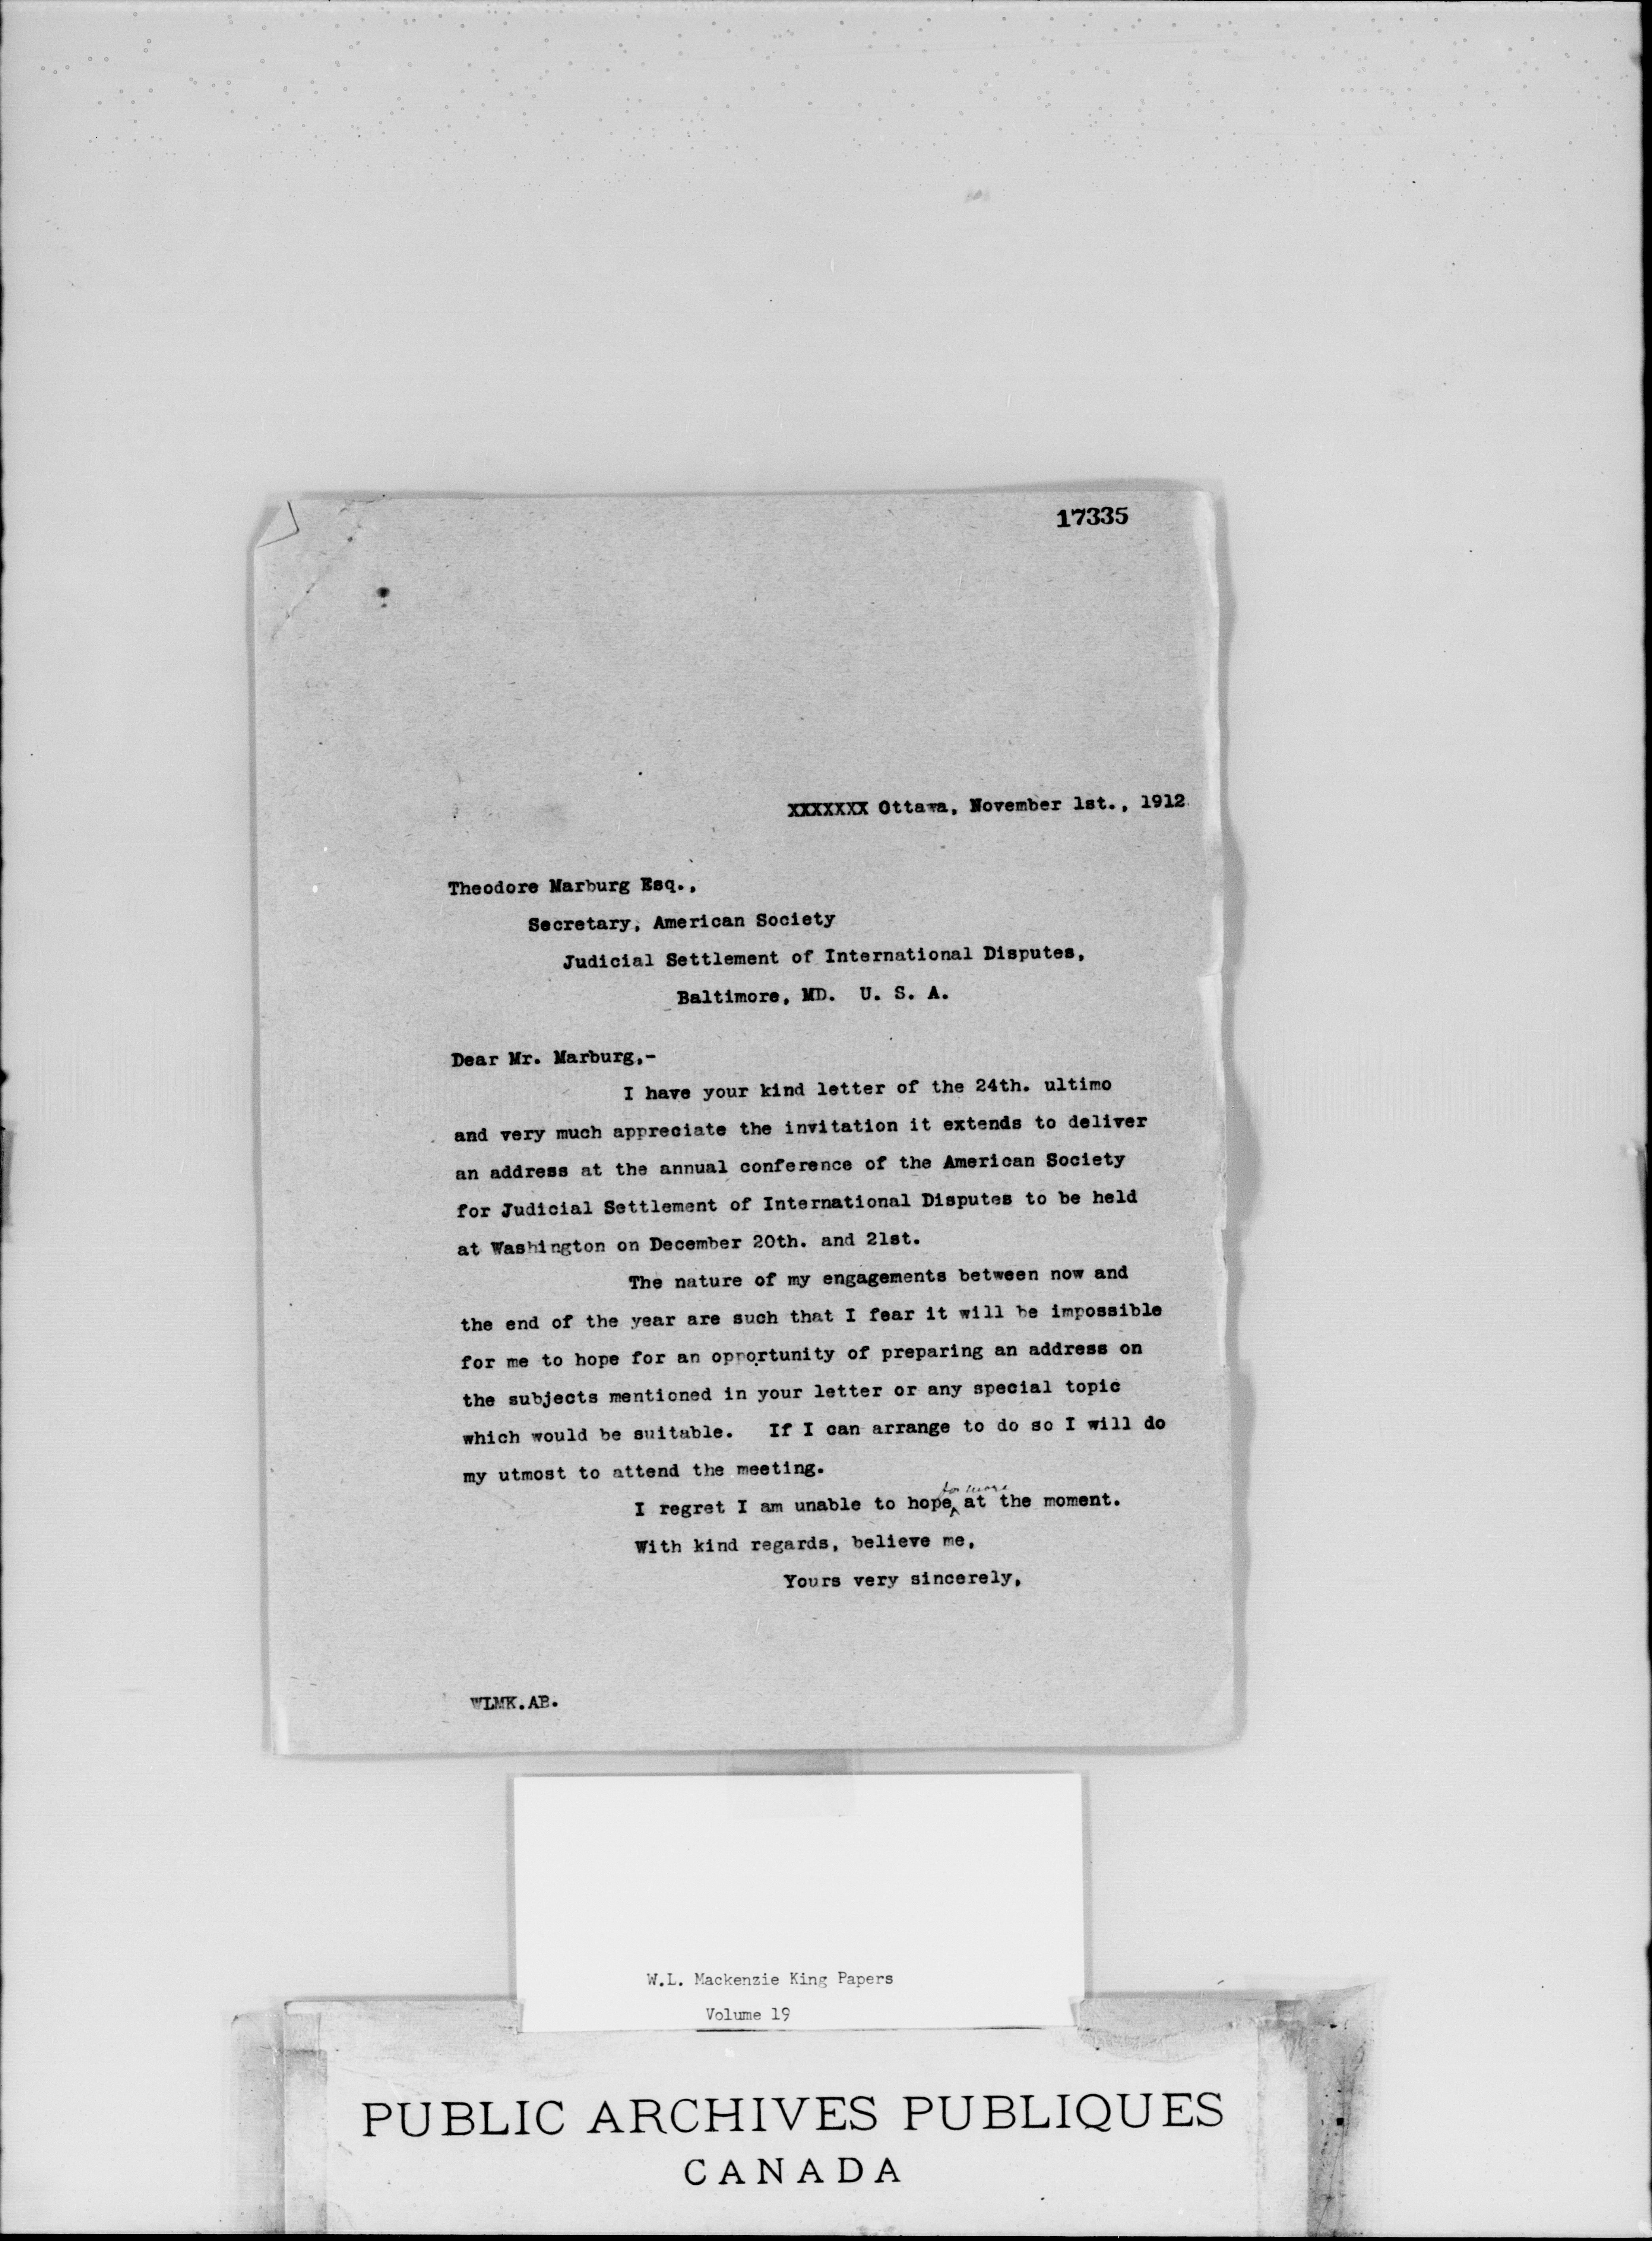 17335
XXXXXXX Ottawa, November 1st., 1912
Theodore Marburg Esq.,
Secretary, American Society
Judicial Settlement of International Disputes,
Baltimore, MD. U. S. A.
Dear Mr. Marburg,-
I have your kind letter of the 24th. ultimo
and very much appreciate the invitation it extends to deliver
an address at the annual conference of the American Society
for Judicial Settlement of International Disputes to be held
at Washington on December 20th. and 21st.
The nature of my engagements between now and
the end of the year are such that I fear it will be impossible
for me to hope for an opportunity of preparing an address on
the subjects mentioned in your letter or any special topic
which would be suitable. If I can arrange to do so I will do
my utmost to attend the meeting.
for more
I regret I am unable to hope at the moment.
With kind regards, believe me,
Yours very sincerely,
WLMK.AB.
W.L. Mackenzie King Papers
Volume 19
PUBLIC ARCHIVES PUBLIQUES
CANADA